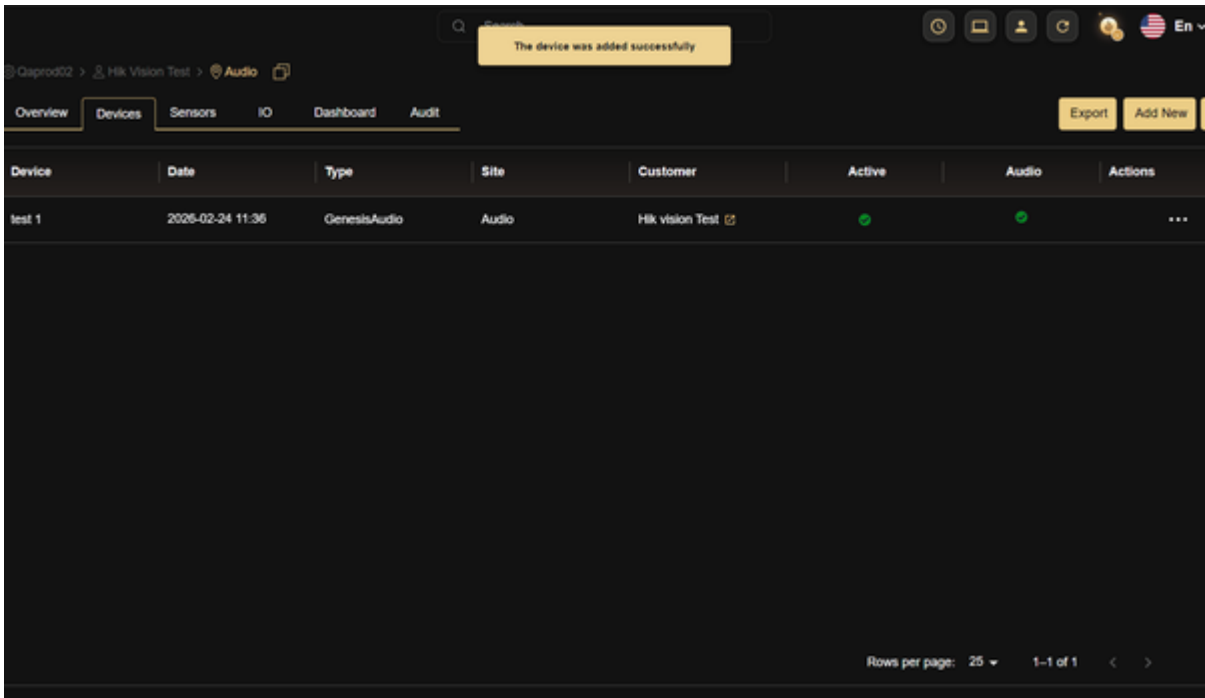 Search
The device was added successfully
En
Qaprod02 > Hik Vision Test > Audio
Overview Devices Sensors IO Dashboard Audit
Export Add New
Device Date Type Site Customer Active Audio Actions
test 1 2026-02-24 11:36 GenesisAudio Audio Hik vision Test
Rows per page: 25 1–1 of 1